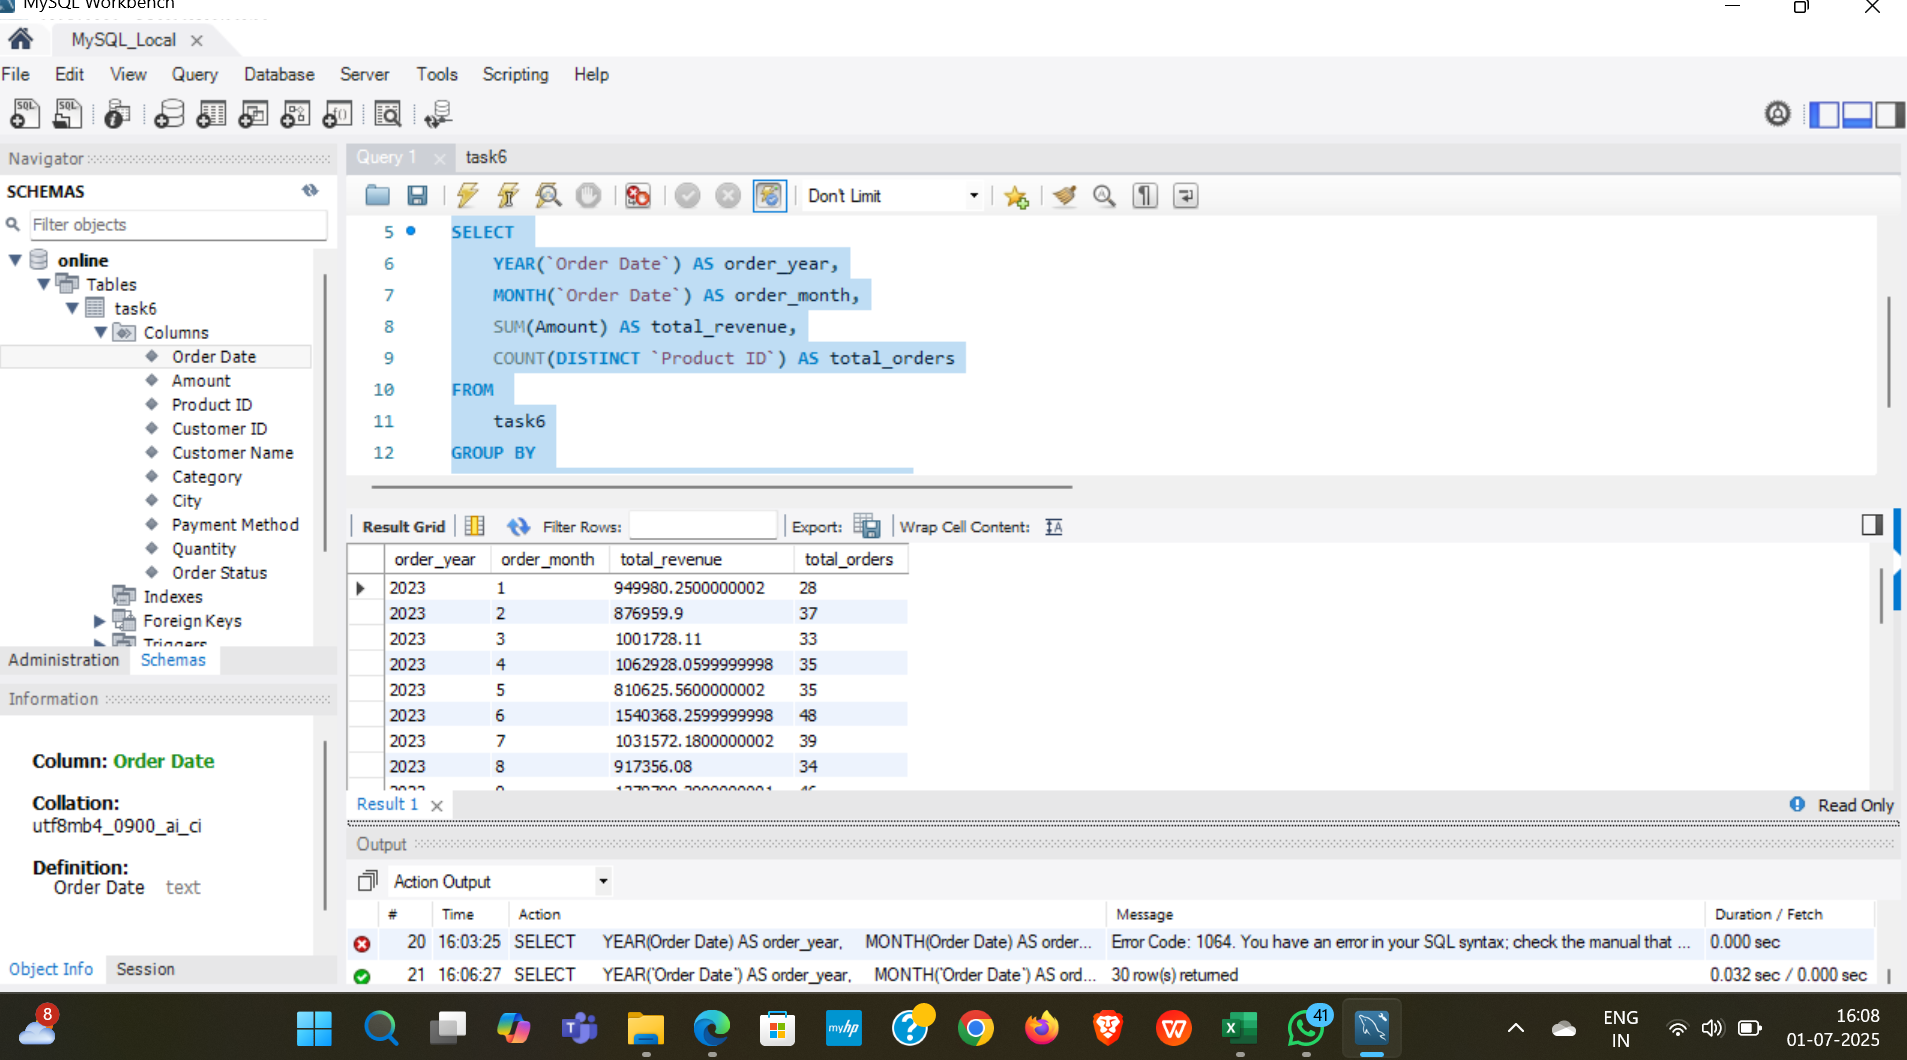 MySQL Workbench
MySQL_Local
File Edit View Query Database Server Tools Scripting Help
Navigator
SCHEMAS
Filter objects
online
Tables
task6
Columns
Order Date
Amount
Product ID
Customer ID
Customer Name
Category
City
Payment Method
Quantity
Order Status
Indexes
Foreign Keys
Triggers
Administration Schemas
Information
Column: Order Date
Collation:
utf8mb4_0900_ai_ci
Definition:
Order Date text
Object Info Session
Query 1 task6
Don't Limit
5 SELECT
6 YEAR(`Order Date`) AS order_year,
7 MONTH(`Order Date`) AS order_month,
8 SUM(Amount) AS total_revenue,
9 COUNT(DISTINCT `Product ID`) AS total_orders
10 FROM
11 task6
12 GROUP BY
Result Grid Filter Rows: Export: Wrap Cell Content:
order_year order_month total_revenue total_orders
2023 1 949980.2500000002 28
2023 2 876959.9 37
2023 3 1001728.11 33
2023 4 1062928.0599999998 35
2023 5 810625.5600000002 35
2023 6 1540368.2599999998 48
2023 7 1031572.1800000002 39
2023 8 917356.08 34
Result 1 Read Only
Output
Action Output
# Time Action Message Duration / Fetch
20 16:03:25 SELECT YEAR(Order Date) AS order_year, MONTH(Order Date) AS order... Error Code: 1064. You have an error in your SQL syntax; check the manual that ... 0.000 sec
21 16:06:27 SELECT YEAR(`Order Date`) AS order_year, MONTH(`Order Date`) AS ord... 30 row(s) returned 0.032 sec / 0.000 sec
8
myhp
41
ENG
IN
16:08
01-07-2025